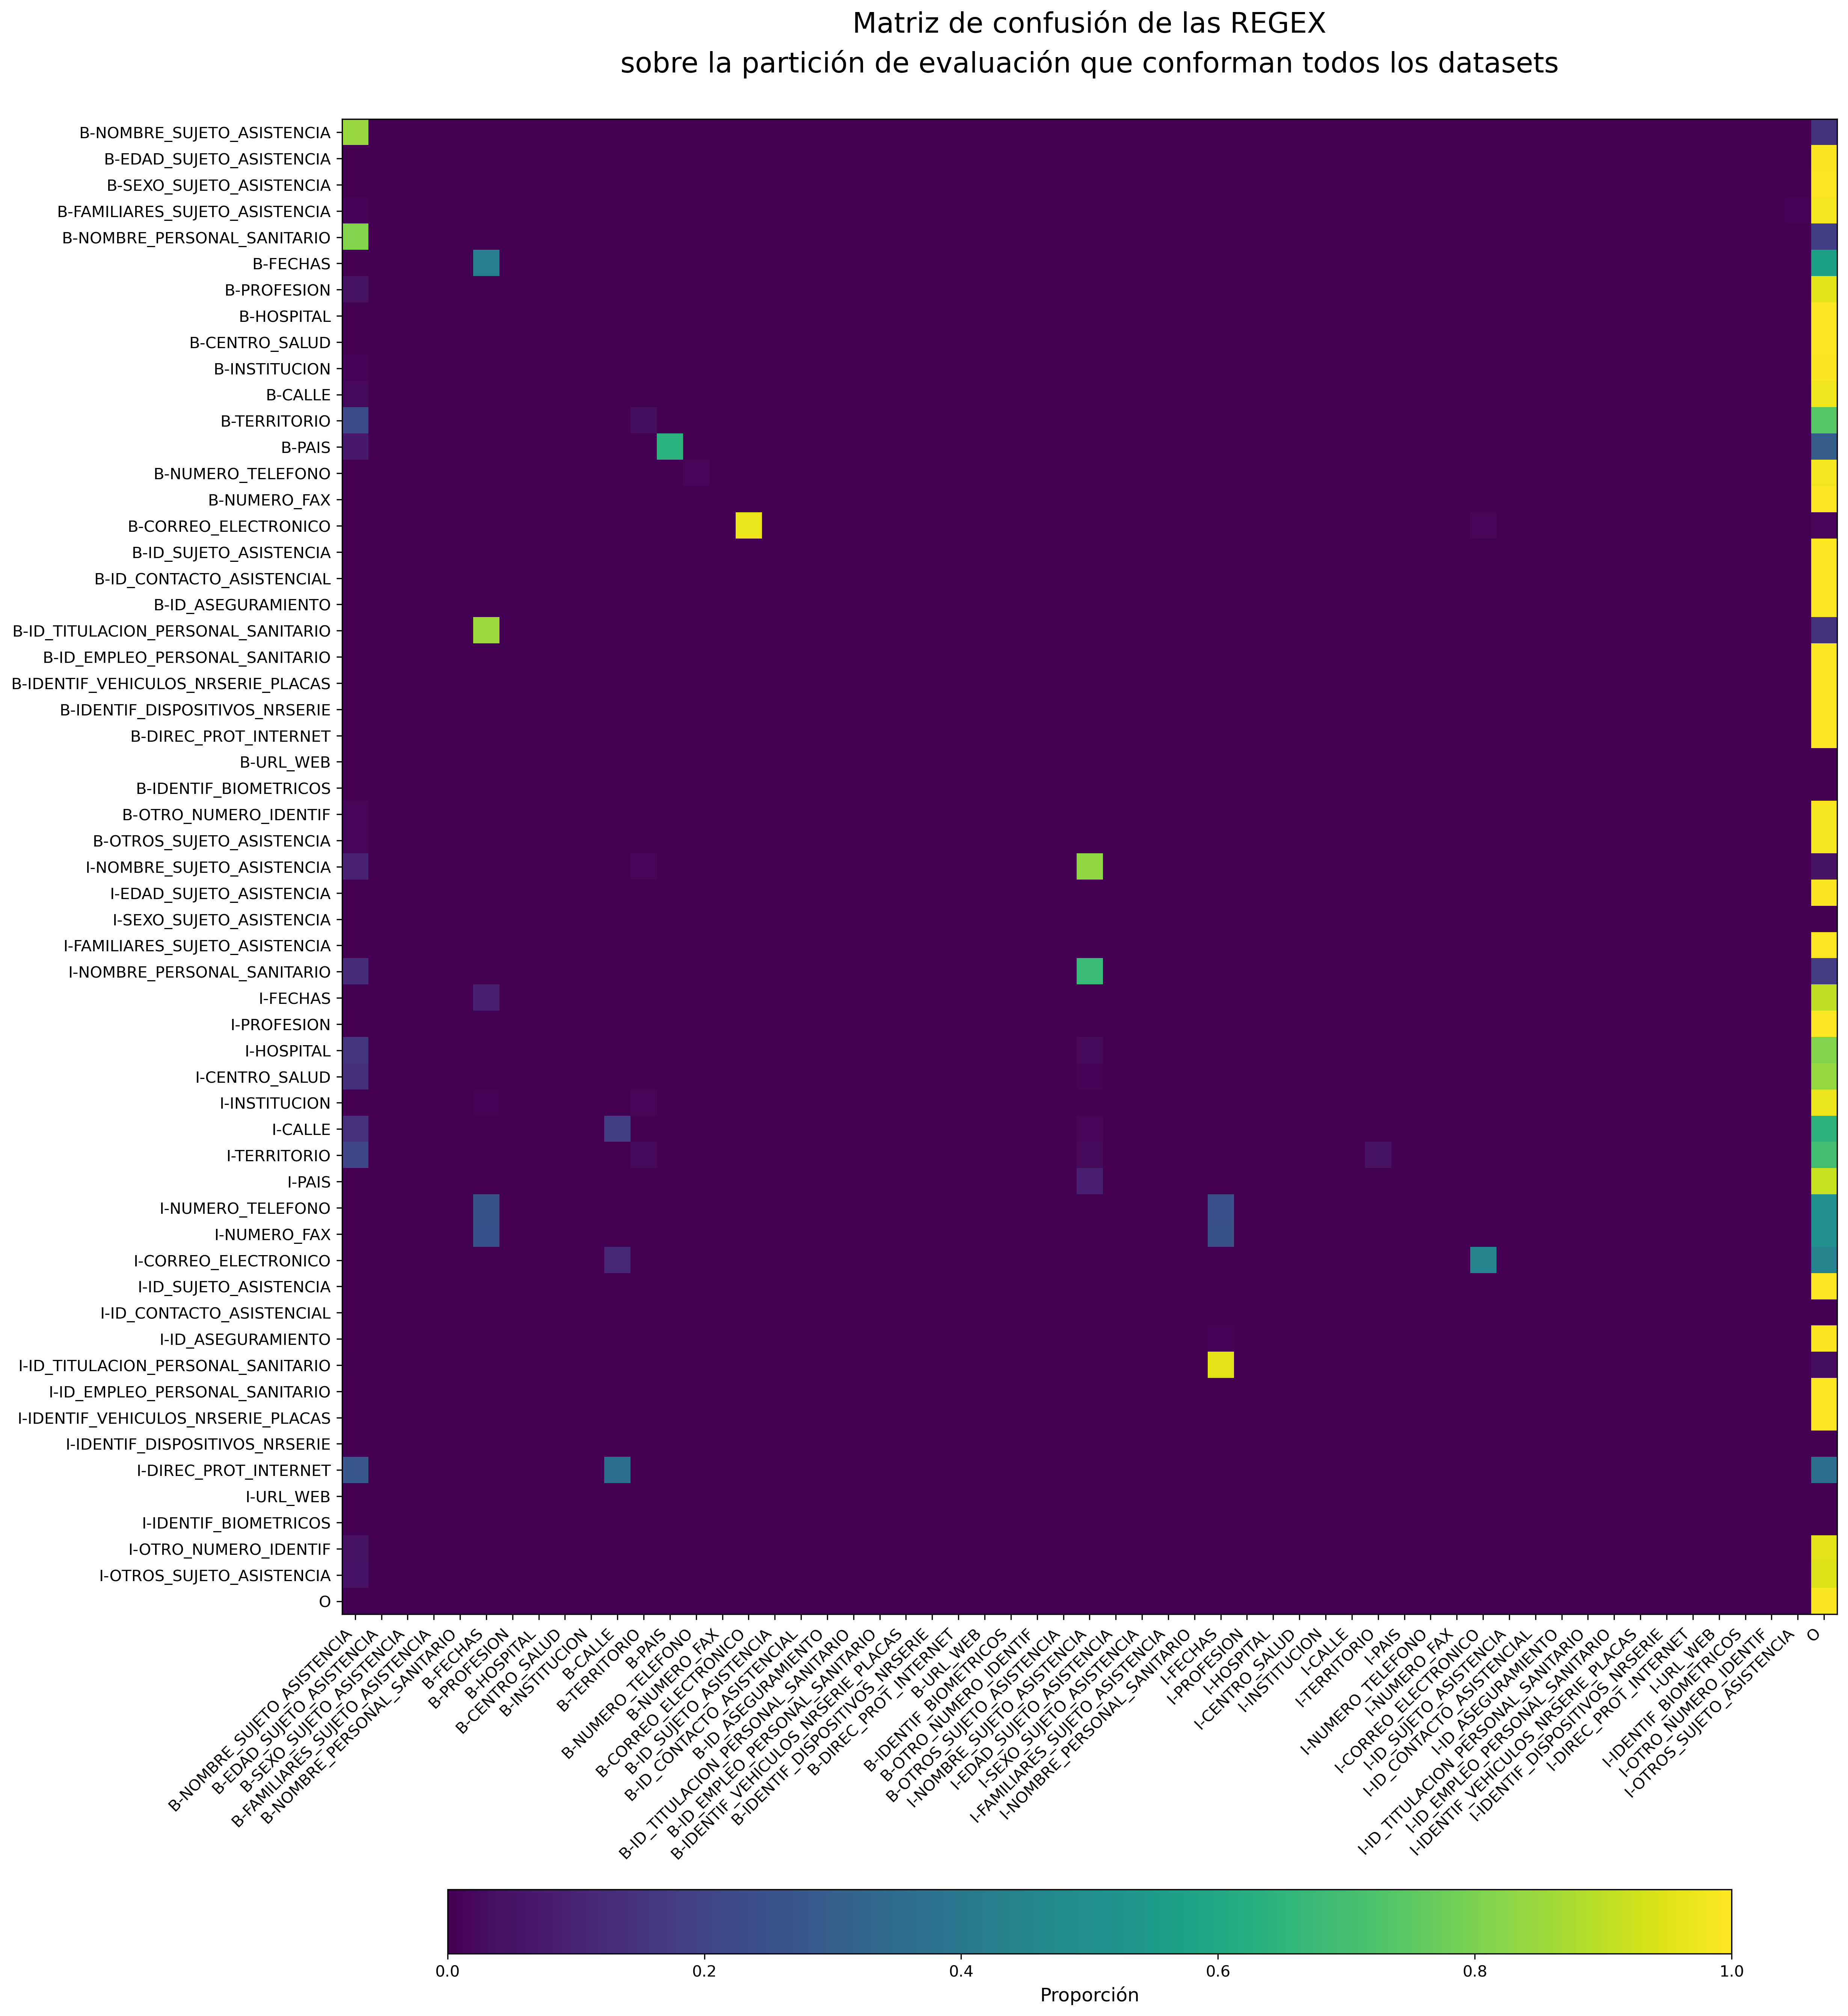 Matriz de confusión de las REGEX
sobre la partición de evaluación que conforman todos los datasets
B-NOMBRE_SUJETO_ASISTENCIA
B-EDAD_SUJETO_ASISTENCIA
B-SEXO_SUJETO_ASISTENCIA
B-FAMILIARES_SUJETO_ASISTENCIA
B-NOMBRE_PERSONAL_SANITARIO
B-FECHAS
B-PROFESION
B-HOSPITAL
B-CENTRO_SALUD
B-INSTITUCION
B-CALLE
B-TERRITORIO
B-PAIS
B-NUMERO_TELEFONO
B-NUMERO_FAX
B-CORREO_ELECTRONICO
B-ID_SUJETO_ASISTENCIA
B-ID_CONTACTO_ASISTENCIAL
B-ID_ASEGURAMIENTO
B-ID_TITULACION_PERSONAL_SANITARIO
B-ID_EMPLEO_PERSONAL_SANITARIO
B-IDENTIF_VEHICULOS_NRSERIE_PLACAS
B-IDENTIF_DISPOSITIVOS_NRSERIE
B-DIREC_PROT_INTERNET
B-URL_WEB
B-IDENTIF_BIOMETRICOS
B-OTRO_NUMERO_IDENTIF
B-OTROS_SUJETO_ASISTENCIA
I-NOMBRE_SUJETO_ASISTENCIA
I-EDAD_SUJETO_ASISTENCIA
I-SEXO_SUJETO_ASISTENCIA
I-FAMILIARES_SUJETO_ASISTENCIA
I-NOMBRE_PERSONAL_SANITARIO
I-FECHAS
I-PROFESION
I-HOSPITAL
I-CENTRO_SALUD
I-INSTITUCION
I-CALLE
I-TERRITORIO
I-PAIS
I-NUMERO_TELEFONO
I-NUMERO_FAX
I-CORREO_ELECTRONICO
I-ID_SUJETO_ASISTENCIA
I-ID_CONTACTO_ASISTENCIAL
I-ID_ASEGURAMIENTO
I-ID_TITULACION_PERSONAL_SANITARIO
I-ID_EMPLEO_PERSONAL_SANITARIO
I-IDENTIF_VEHICULOS_NRSERIE_PLACAS
I-IDENTIF_DISPOSITIVOS_NRSERIE
I-DIREC_PROT_INTERNET
I-URL_WEB
I-IDENTIF_BIOMETRICOS
I-OTRO_NUMERO_IDENTIF
I-OTROS_SUJETO_ASISTENCIA
O
B-NOMBRE_SUJETO_ASISTENCIA
B-EDAD_SUJETO_ASISTENCIA
B-SEXO_SUJETO_ASISTENCIA
B-FAMILIARES_SUJETO_ASISTENCIA
B-NOMBRE_PERSONAL_SANITARIO
B-FECHAS
B-PROFESION
B-HOSPITAL
B-CENTRO_SALUD
B-INSTITUCION
B-CALLE
B-TERRITORIO
B-PAIS
B-NUMERO_TELEFONO
B-NUMERO_FAX
B-CORREO_ELECTRONICO
B-ID_SUJETO_ASISTENCIA
B-ID_CONTACTO_ASISTENCIAL
B-ID_ASEGURAMIENTO
B-ID_TITULACION_PERSONAL_SANITARIO
B-ID_EMPLEO_PERSONAL_SANITARIO
B-IDENTIF_VEHICULOS_NRSERIE_PLACAS
B-IDENTIF_DISPOSITIVOS_NRSERIE
B-DIREC_PROT_INTERNET
B-URL_WEB
B-IDENTIF_BIOMETRICOS
B-OTRO_NUMERO_IDENTIF
B-OTROS_SUJETO_ASISTENCIA
I-NOMBRE_SUJETO_ASISTENCIA
I-EDAD_SUJETO_ASISTENCIA
I-SEXO_SUJETO_ASISTENCIA
I-FAMILIARES_SUJETO_ASISTENCIA
I-NOMBRE_PERSONAL_SANITARIO
I-FECHAS
I-PROFESION
I-HOSPITAL
I-CENTRO_SALUD
I-INSTITUCION
I-CALLE
I-TERRITORIO
I-PAIS
I-NUMERO_TELEFONO
I-NUMERO_FAX
I-CORREO_ELECTRONICO
I-ID_SUJETO_ASISTENCIA
I-ID_CONTACTO_ASISTENCIAL
I-ID_ASEGURAMIENTO
I-ID_TITULACION_PERSONAL_SANITARIO
I-ID_EMPLEO_PERSONAL_SANITARIO
I-IDENTIF_VEHICULOS_NRSERIE_PLACAS
I-IDENTIF_DISPOSITIVOS_NRSERIE
I-DIREC_PROT_INTERNET
I-URL_WEB
I-IDENTIF_BIOMETRICOS
I-OTRO_NUMERO_IDENTIF
I-OTROS_SUJETO_ASISTENCIA
O
0.0 0.2 0.4 0.6 0.8 1.0
Proporción